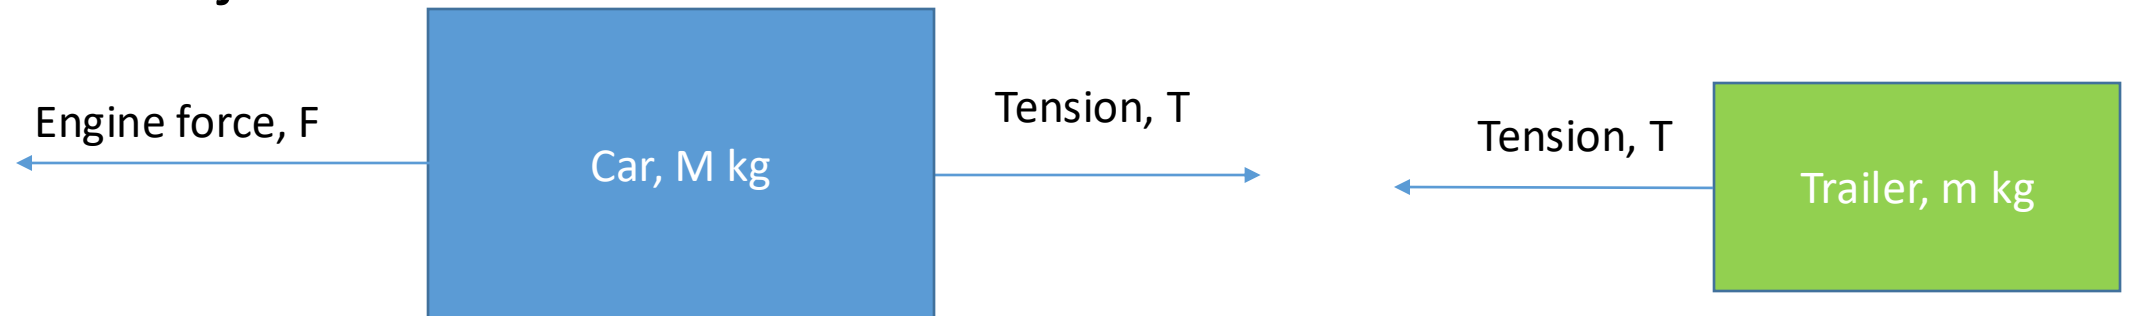 Engine force, F
Car, M kg
Tension, T
Tension, T
Trailer, m kg